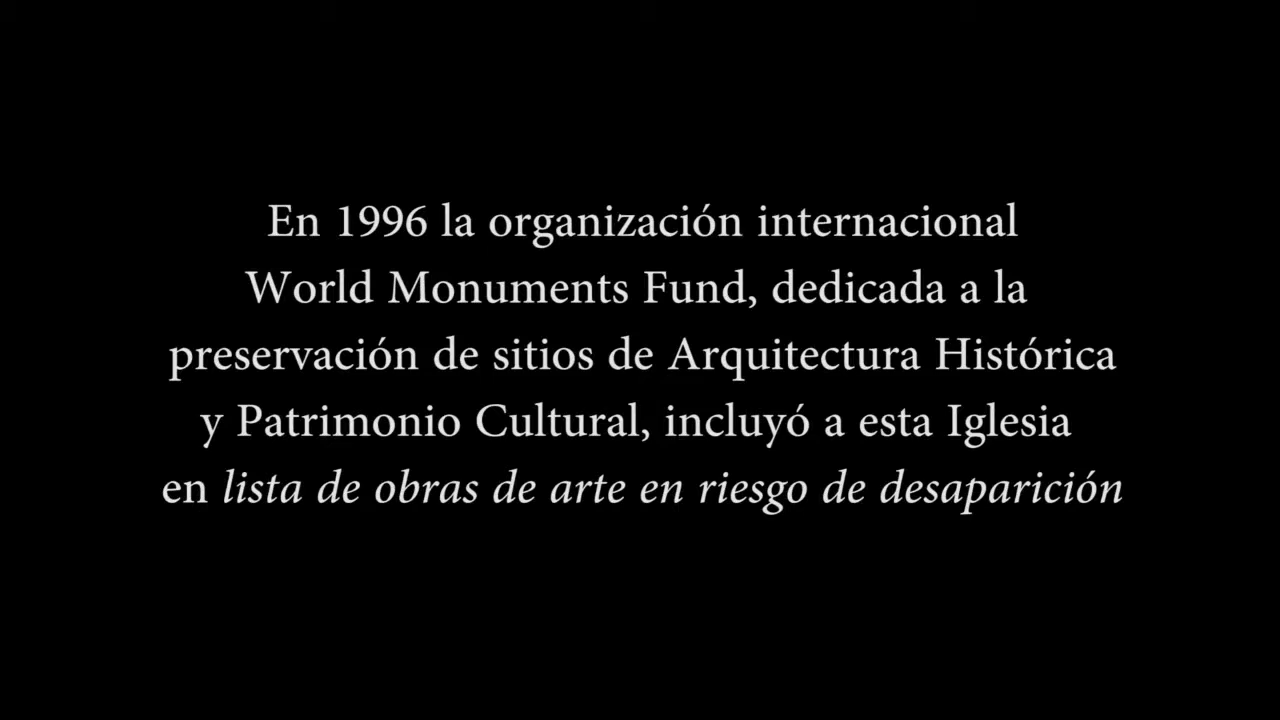 En 1996 la organización internacional
World Monuments Fund, dedicada a la
preservación de sitios de Arquitectura Histórica
y Patrimonio Cultural, incluyó a esta Iglesia
en lista de obras de arte en riesgo de desaparición